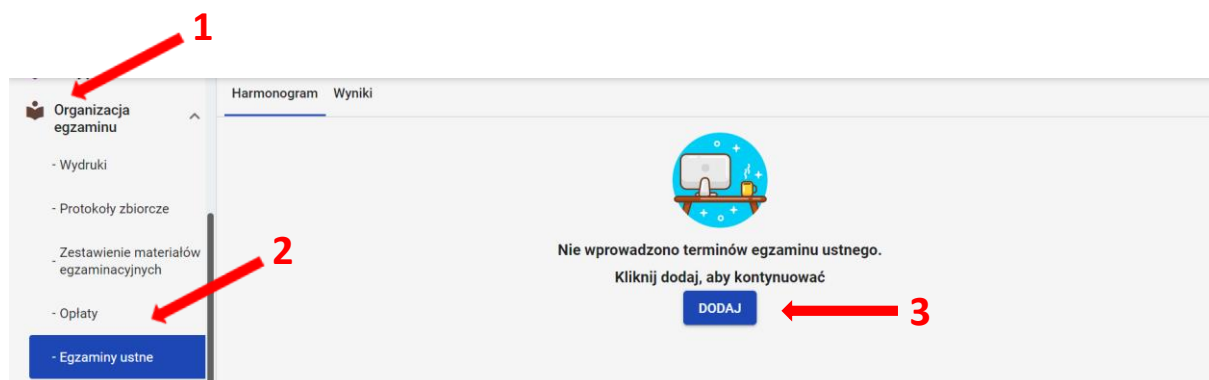 1
Organizacja
egzaminu
- Wydruki
- Protokoły zbiorcze
- Zestawienie materiałów
egzaminacyjnych
2
- Opłaty
- Egzaminy ustne
Harmonogram Wyniki
Nie wprowadzono terminów egzaminu ustnego.
Kliknij dodaj, aby kontynuować
DODAJ
3